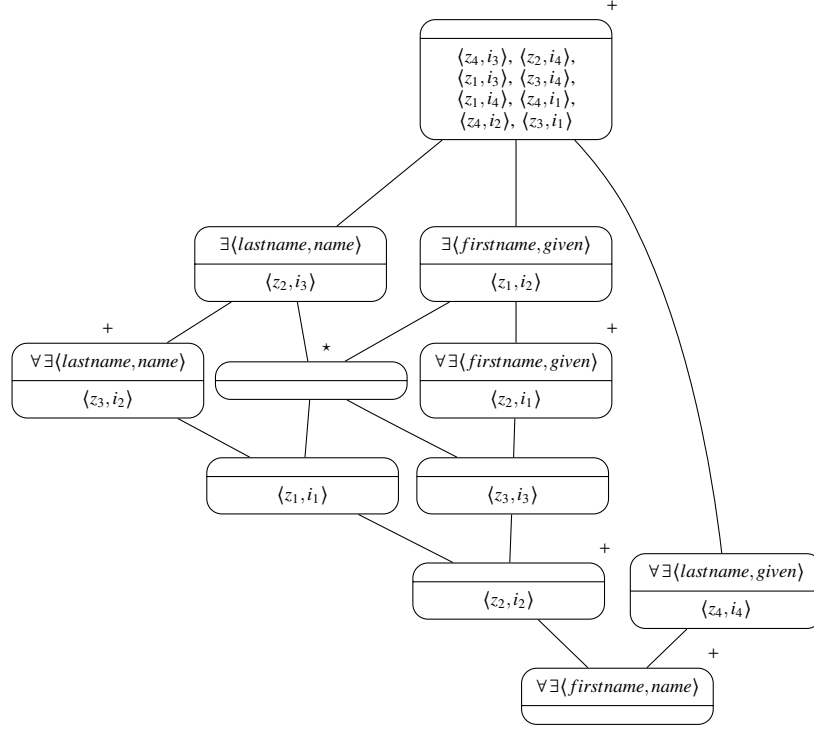 +
⟨z4,i3⟩, ⟨z2,i4⟩,
⟨z1,i3⟩, ⟨z3,i4⟩,
⟨z1,i4⟩, ⟨z4,i1⟩,
⟨z4,i2⟩, ⟨z3,i1⟩
∃⟨lastname,name⟩
⟨z2,i3⟩
∃⟨firstname,given⟩
⟨z1,i2⟩
+
∀∃⟨lastname,name⟩
⟨z3,i2⟩
⋆
+
∀∃⟨firstname,given⟩
⟨z2,i1⟩
⟨z1,i1⟩
⟨z3,i3⟩
+
⟨z2,i2⟩
∀∃⟨lastname,given⟩
⟨z4,i4⟩
+
∀∃⟨firstname,name⟩